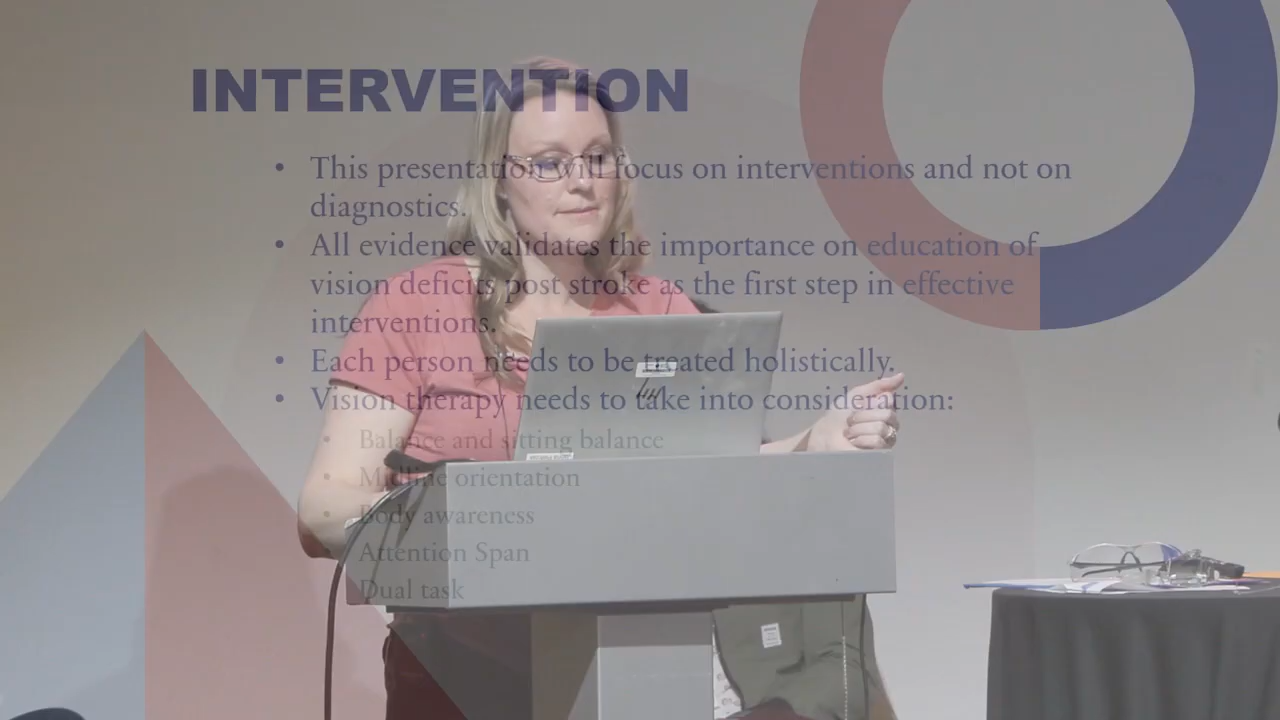 INTERVENTION
• This presentation will focus on interventions and not on
diagnostics.
• All evidence validates the importance on education of
vision deficits post stroke as the first step in effective
interventions.
• Each person needs to be treated holistically.
• Vision therapy needs to take into consideration:
• Balance and sitting balance
• Midline orientation
• Body awareness
Attention Span
Dual task
hp